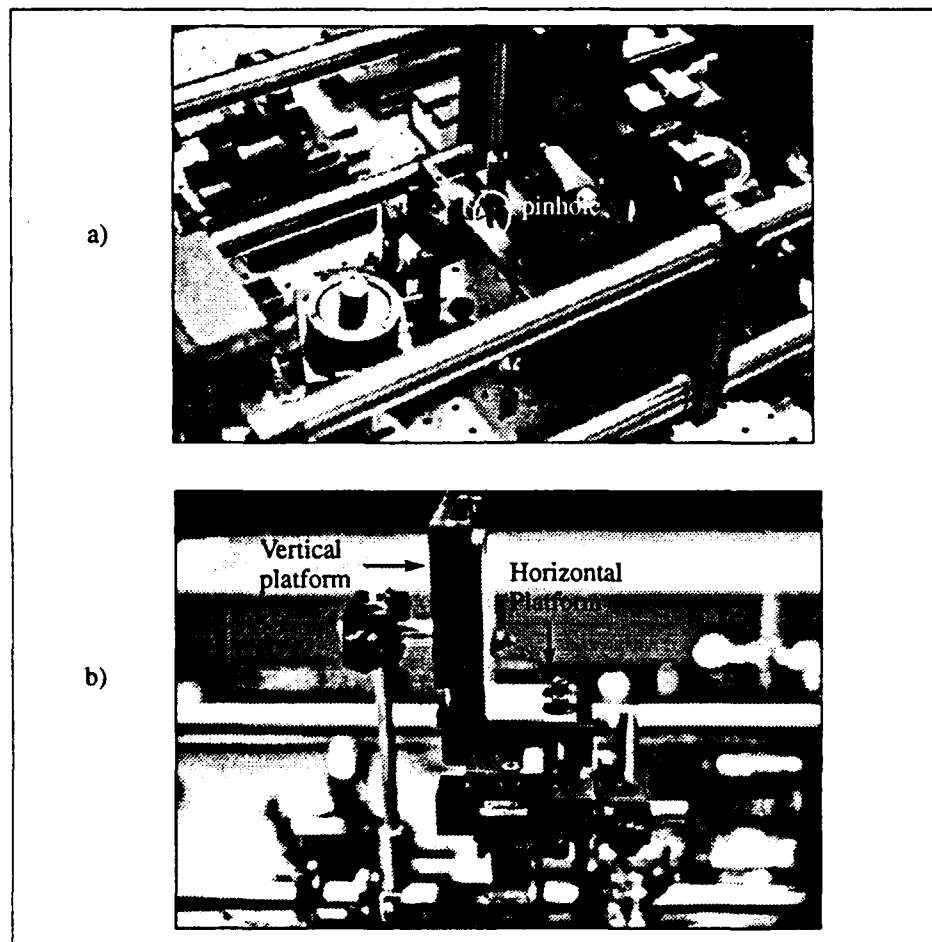 a)
pinhole
b)
Vertical
platform
Horizontal
Platform